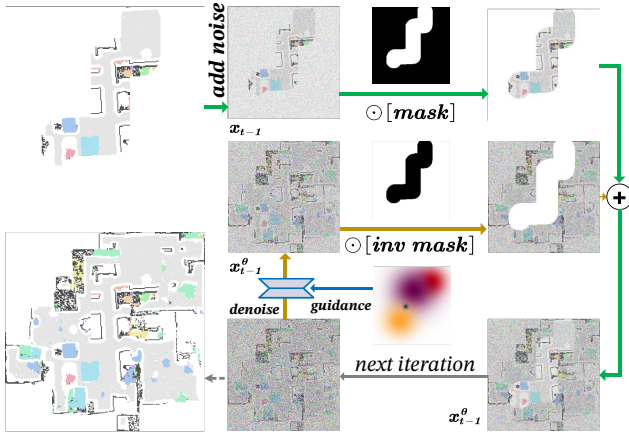 add noise
x_{t-1}
⊙ [mask]
+
⊙ [inv mask]
x^θ_{t-1}
denoise
guidance
next iteration
x^θ_{t-1}